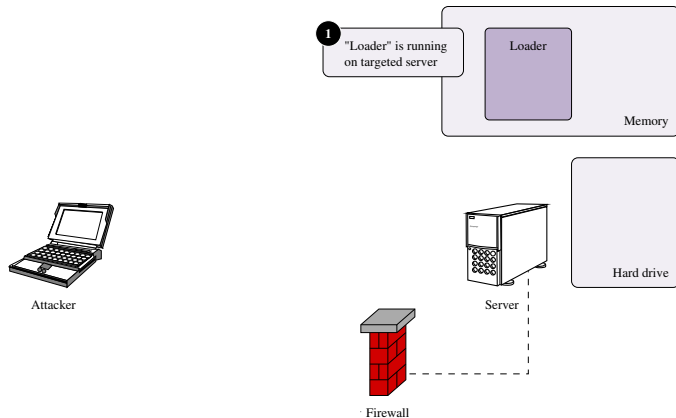 1
"Loader" is running
on targeted server
Loader
Memory
Hard drive
Attacker
Server
Firewall